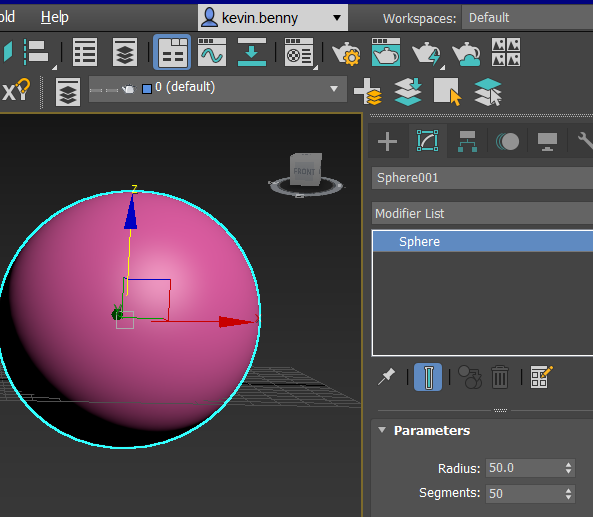 ld Help kevin.benny Workspaces: Default
XY 0 (default)
z
FRONT
Sphere001
Modifier List
Sphere
Parameters
Radius: 50.0
Segments: 50